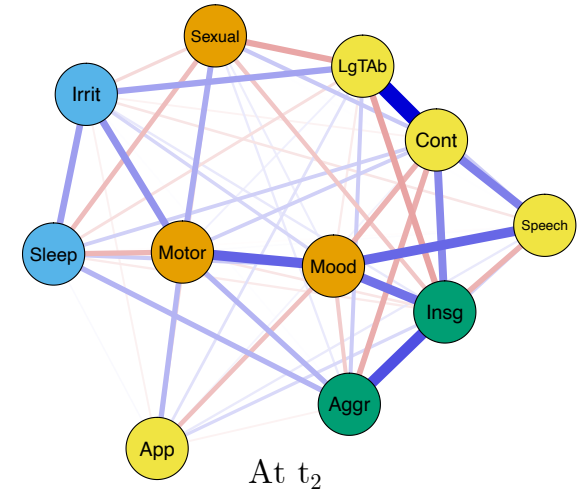 Sexual
LgTAb
Irrit
Cont
Speech
Sleep
Motor
Mood
Insg
Aggr
App
At t₂